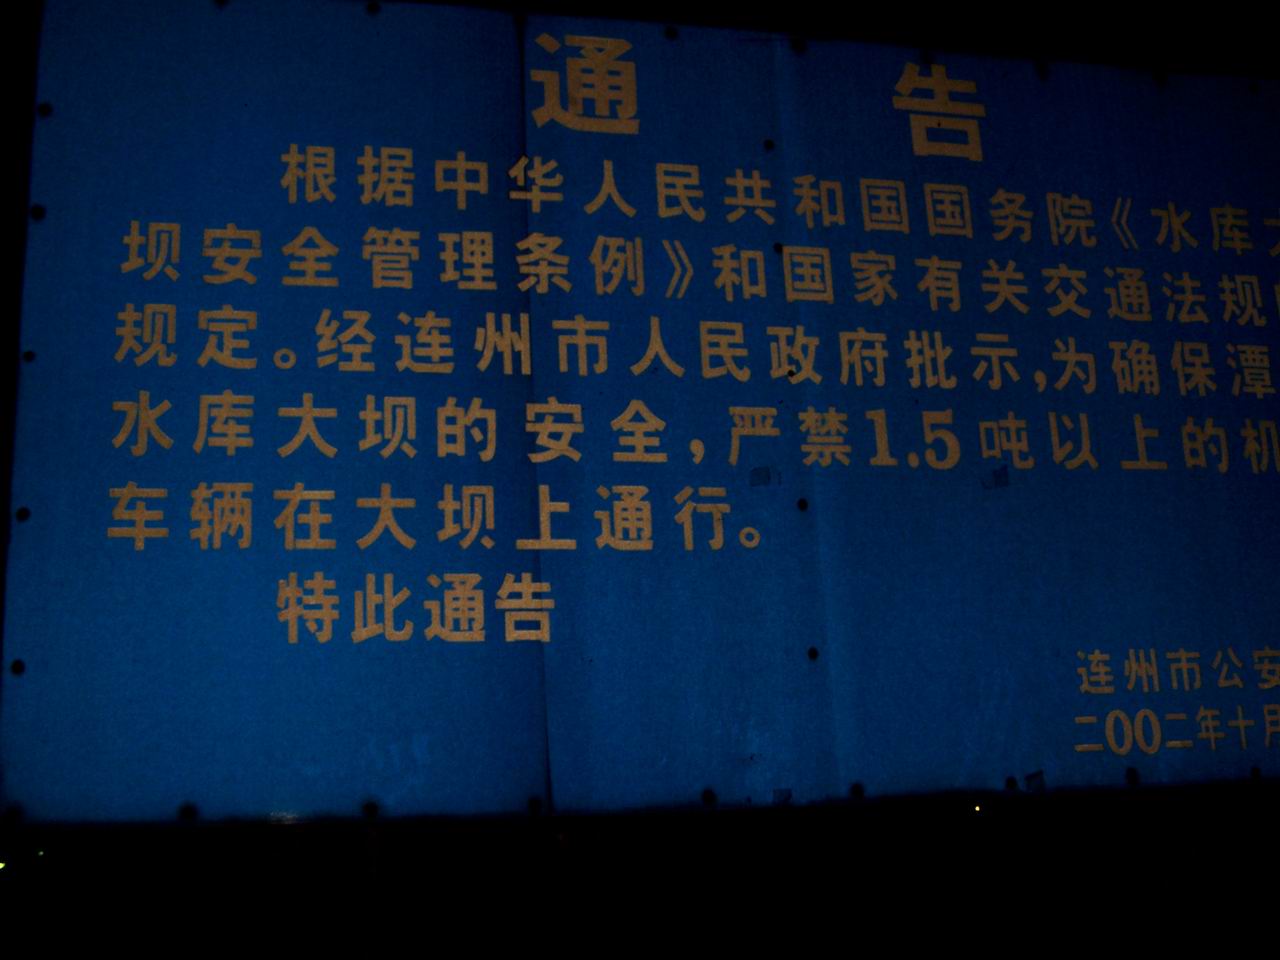 通告
根据中华人民共和国国务院《水库大
坝安全管理条例》和国家有关交通法规
规定。经连州市人民政府批示,为确保潭
水库大坝的安全,严禁1.5吨以上的机
车辆在大坝上通行。
特此通告
连州市公安
二00二年十月